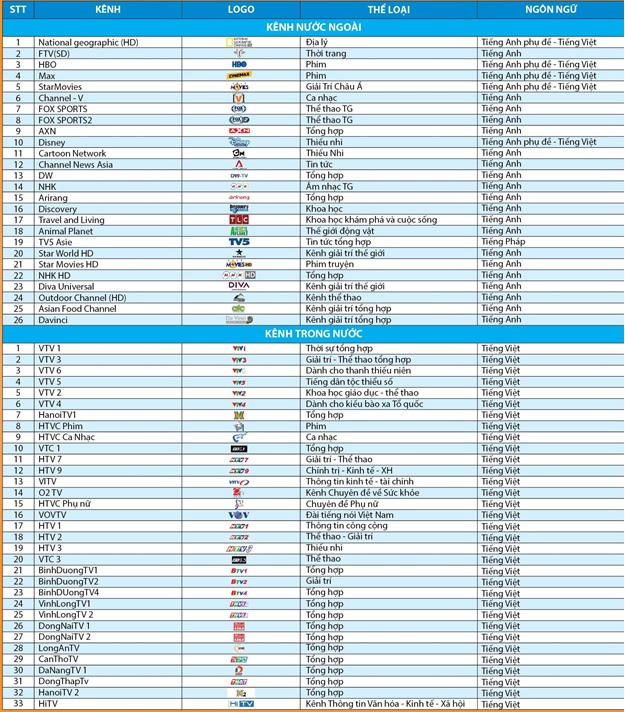 STT KÊNH LOGO THỂ LOẠI NGÔN NGỮ
KÊNH NƯỚC NGOÀI
1 National geographic (HD) Địa lý Tiếng Anh phụ đề - Tiếng Việt
2 FTV(SD) Thời trang Tiếng Anh
3 HBO HBO Phim Tiếng Anh phụ đề - Tiếng Việt
4 Max CINEMAX Phim Tiếng Anh phụ đề - Tiếng Việt
5 StarMovies MOVIES Giải Trí Châu Á Tiếng Anh phụ đề - Tiếng Việt
6 Channel - V V Ca nhạc Tiếng Anh
7 FOX SPORTS Thể thao TG Tiếng Anh
8 FOX SPORTS2 Thể thao TG Tiếng Anh
9 AXN AXN Tổng hợp Tiếng Anh
10 Disney Thiếu nhi Tiếng Anh phụ đề - Tiếng Việt
11 Cartoon Network Thiếu Nhi Tiếng Anh
12 Channel News Asia Tin tức Tiếng Anh
13 DW DW-TV Tổng hợp Tiếng Anh
14 NHK NHK Âm nhạc TG Tiếng Anh
15 Arirang arirang Tổng hợp Tiếng Anh
16 Discovery Discovery Khoa học Tiếng Anh
17 Travel and Living TLC Khoa học khám phá và cuộc sống Tiếng Anh
18 Animal Planet Thế giới động vật Tiếng Anh
19 TV5 Asie TV5 Tin tức tổng hợp Tiếng Pháp
20 Star World HD Kênh giải trí thế giới Tiếng Anh
21 Star Movies HD MOVIES HD Phim truyện Tiếng Anh
22 NHK HD NHK HD Tổng hợp Tiếng Anh
23 Diva Universal DIVA Kênh giải trí thế giới Tiếng Anh
24 Outdoor Channel (HD) Kênh thể thao Tiếng Anh
25 Asian Food Channel afc Kênh giải trí tổng hợp Tiếng Anh
26 Davinci Da Vinci Kênh giải trí tổng hợp Tiếng Anh
KÊNH TRONG NƯỚC
1 VTV 1 VTV1 Thời sự tổng hợp Tiếng Việt
2 VTV 3 VTV3 Giải trí - Thể thao tổng hợp Tiếng Việt
3 VTV 6 Dành cho thanh thiếu niên Tiếng Việt
4 VTV 5 VTV5 Tiếng dân tộc thiểu số Tiếng Việt
5 VTV 2 VTV2 Khoa học giáo dục - thể thao Tiếng Việt
6 VTV 4 VTV4 Dành cho kiều bào xa Tổ quốc Tiếng Việt
7 HanoiTV1 Tổng hợp Tiếng Việt
8 HTVC Phim Phim Tiếng Việt
9 HTVC Ca Nhạc Ca nhạc Tiếng Việt
10 VTC 1 Tổng hợp Tiếng Việt
11 HTV 7 HTV7 Giải trí - Thể thao Tiếng Việt
12 HTV 9 HTV9 Chính trị - Kinh tế - XH Tiếng Việt
13 VITV VITV Thông tin kinh tế - tài chính Tiếng Việt
14 O2 TV Kênh Chuyên đề về Sức khỏe Tiếng Việt
15 HTVC Phụ nữ Chuyên đề Phụ nữ Tiếng Việt
16 VOVTV VOV Đài tiếng nói Việt Nam Tiếng Việt
17 HTV 1 HTV1 Thông tin công cộng Tiếng Việt
18 HTV 2 HTV2 Thể thao - Giải trí Tiếng Việt
19 HTV 3 HTV3 Thiếu nhi Tiếng Việt
20 VTC 3 Thể thao Tiếng Việt
21 BinhDuongTV1 BTV1 Tổng hợp Tiếng Việt
22 BinhDuongTV2 BTV2 Giải trí Tiếng Việt
23 BinhDUongTV4 BTV4 Tổng hợp Tiếng Việt
24 VinhLongTV1 Tổng hợp Tiếng Việt
25 VinhLongTV 2 Tổng hợp Tiếng Việt
26 DongNaiTV 1 Tổng hợp Tiếng Việt
27 DongNaiTV 2 Tổng hợp Tiếng Việt
28 LongAnTV Tổng hợp Tiếng Việt
29 CanThoTV Tổng hợp Tiếng Việt
30 DaNangTV 1 Tổng hợp Tiếng Việt
31 DongThapTv Tổng hợp Tiếng Việt
32 HanoiTV 2 Tổng hợp Tiếng Việt
33 HiTV HiTV Kênh Thông tin Văn hóa - Kinh tế - Xã hội Tiếng Việt